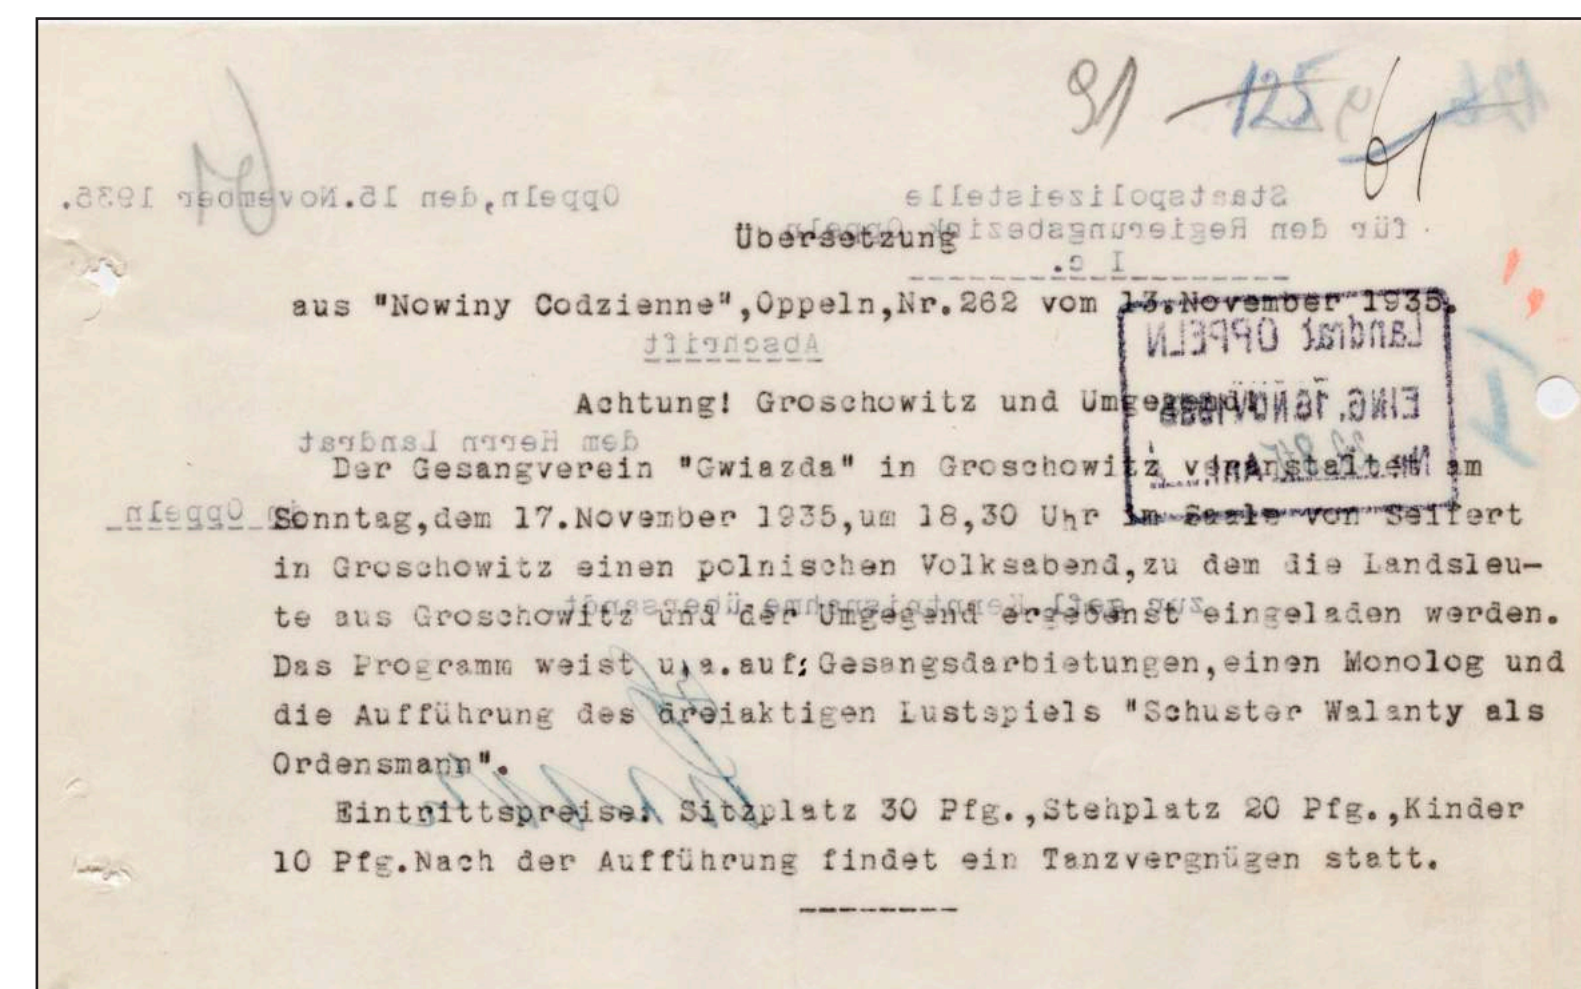 91 125 61
Übersetzung
aus "Nowiny Codzienne",Oppeln,Nr.262 vom 13.November 1935.
Achtung! Groschowitz und Umgegend!
Der Gesangverein "Gwiazda" in Groschowitz veranstaltet am
Sonntag,dem 17.November 1935,um 18,30 Uhr im Saale von Seifert
in Groschowitz einen polnischen Volksabend,zu dem die Landsleu-
te aus Groschowitz und der Umgegend ergebenst eingeladen werden.
Das Programm weist u.a.auf: Gesangsdarbietungen,einen Monolog und
die Aufführung des dreiaktigen Lustspiels "Schuster Walanty als
Ordensmann".
Eintrittspreise: Sitzplatz 30 Pfg.,Stehplatz 20 Pfg.,Kinder
10 Pfg.Nach der Aufführung findet ein Tanzvergnügen statt.